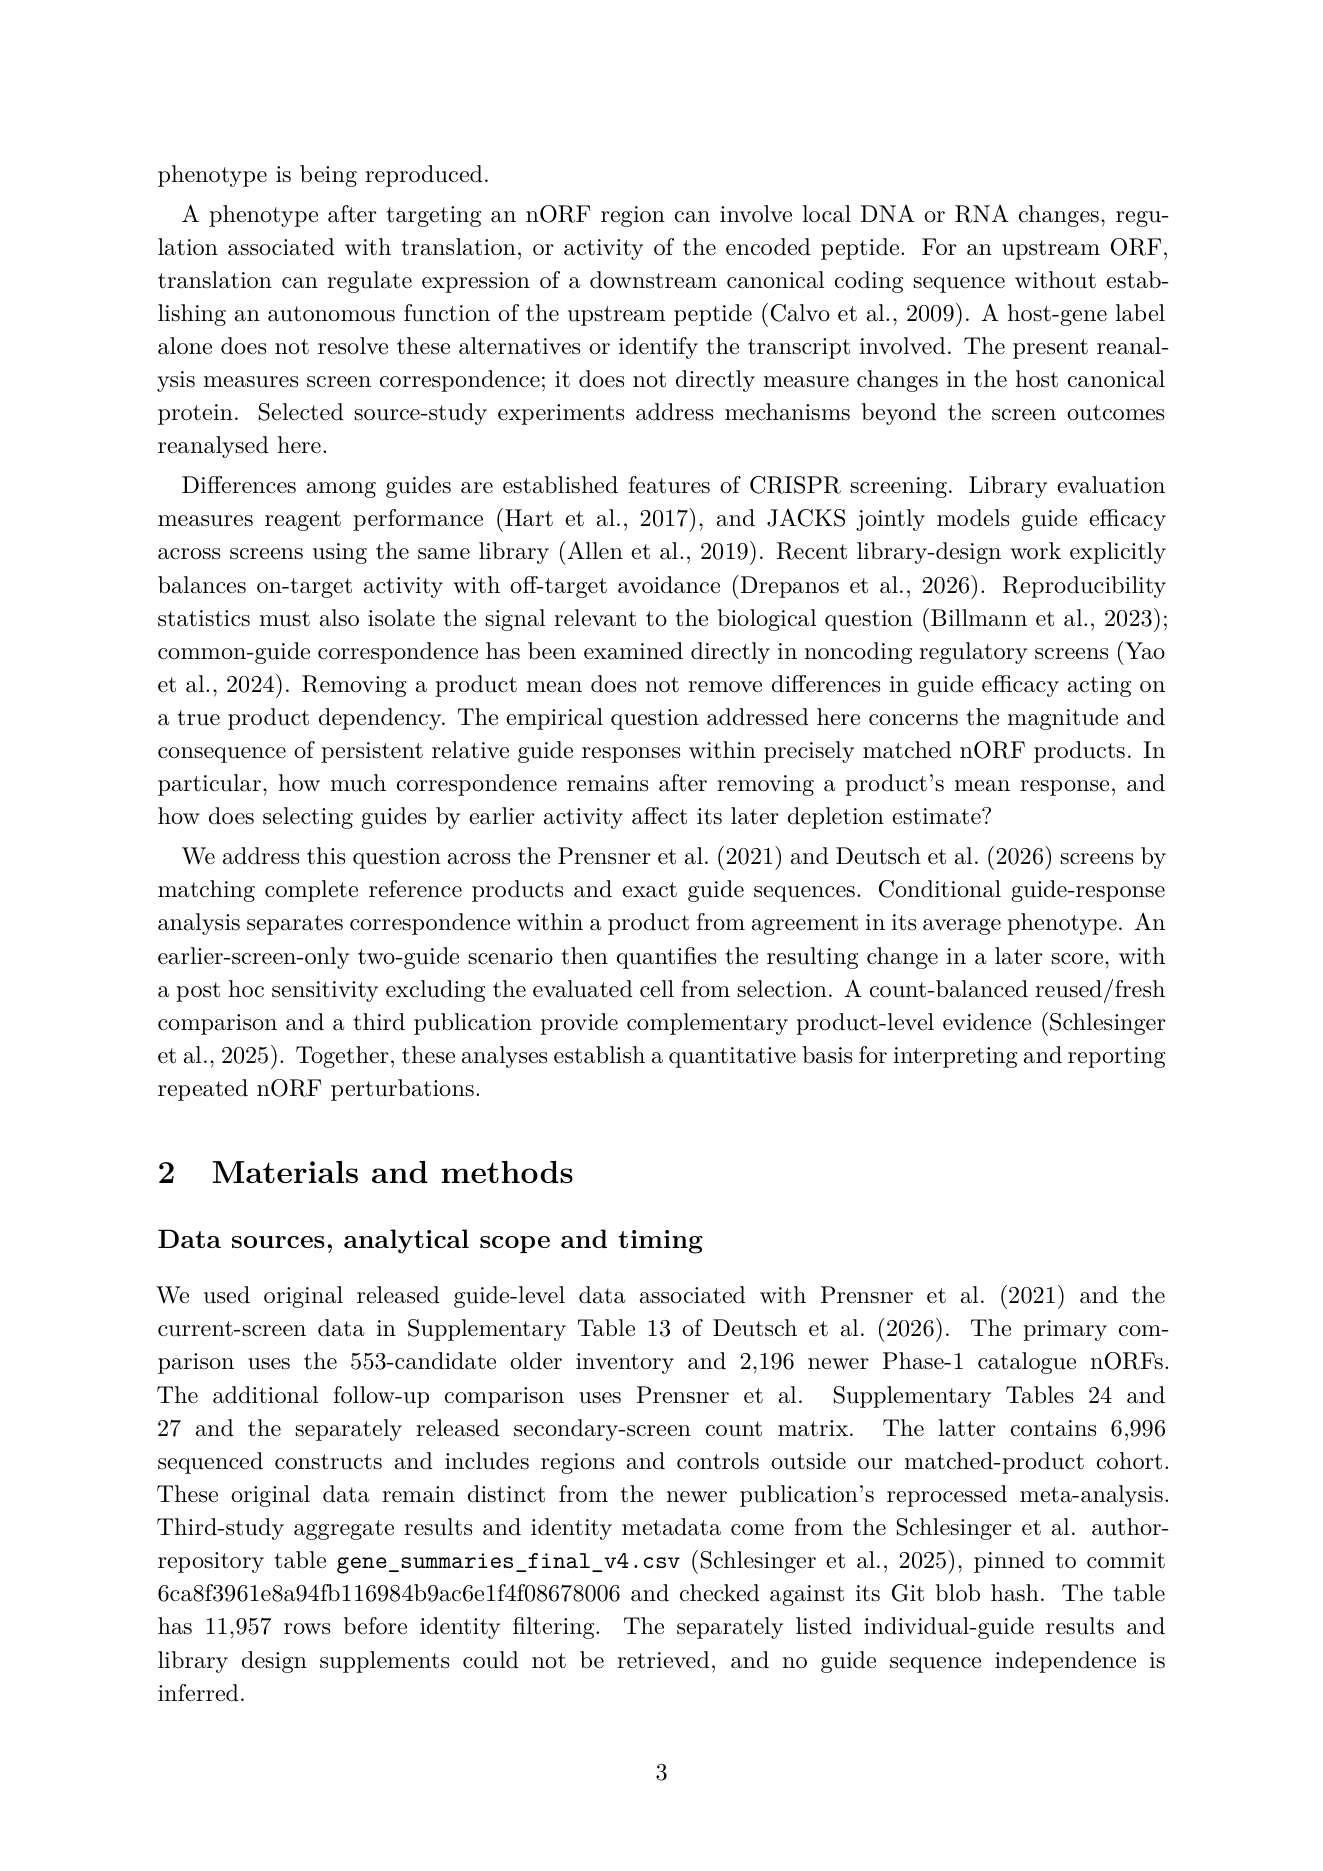 phenotype is being reproduced.
A phenotype after targeting an nORF region can involve local DNA or RNA changes, regu-
lation associated with translation, or activity of the encoded peptide. For an upstream ORF,
translation can regulate expression of a downstream canonical coding sequence without estab-
lishing an autonomous function of the upstream peptide (Calvo et al., 2009). A host-gene label
alone does not resolve these alternatives or identify the transcript involved. The present reanal-
ysis measures screen correspondence; it does not directly measure changes in the host canonical
protein. Selected source-study experiments address mechanisms beyond the screen outcomes
reanalysed here.
Differences among guides are established features of CRISPR screening. Library evaluation
measures reagent performance (Hart et al., 2017), and JACKS jointly models guide efficacy
across screens using the same library (Allen et al., 2019). Recent library-design work explicitly
balances on-target activity with off-target avoidance (Drepanos et al., 2026). Reproducibility
statistics must also isolate the signal relevant to the biological question (Billmann et al., 2023);
common-guide correspondence has been examined directly in noncoding regulatory screens (Yao
et al., 2024). Removing a product mean does not remove differences in guide efficacy acting on
a true product dependency. The empirical question addressed here concerns the magnitude and
consequence of persistent relative guide responses within precisely matched nORF products. In
particular, how much correspondence remains after removing a product's mean response, and
how does selecting guides by earlier activity affect its later depletion estimate?
We address this question across the Prensner et al. (2021) and Deutsch et al. (2026) screens by
matching complete reference products and exact guide sequences. Conditional guide-response
analysis separates correspondence within a product from agreement in its average phenotype. An
earlier-screen-only two-guide scenario then quantifies the resulting change in a later score, with
a post hoc sensitivity excluding the evaluated cell from selection. A count-balanced reused/fresh
comparison and a third publication provide complementary product-level evidence (Schlesinger
et al., 2025). Together, these analyses establish a quantitative basis for interpreting and reporting
repeated nORF perturbations.
2 Materials and methods
Data sources, analytical scope and timing
We used original released guide-level data associated with Prensner et al. (2021) and the
current-screen data in Supplementary Table 13 of Deutsch et al. (2026). The primary com-
parison uses the 553-candidate older inventory and 2,196 newer Phase-1 catalogue nORFs.
The additional follow-up comparison uses Prensner et al. Supplementary Tables 24 and
27 and the separately released secondary-screen count matrix. The latter contains 6,996
sequenced constructs and includes regions and controls outside our matched-product cohort.
These original data remain distinct from the newer publication's reprocessed meta-analysis.
Third-study aggregate results and identity metadata come from the Schlesinger et al. author-
repository table gene_summaries_final_v4.csv (Schlesinger et al., 2025), pinned to commit
6ca8f3961e8a94fb116984b9ac6e1f4f08678006 and checked against its Git blob hash. The table
has 11,957 rows before identity filtering. The separately listed individual-guide results and
library design supplements could not be retrieved, and no guide sequence independence is
inferred.
3